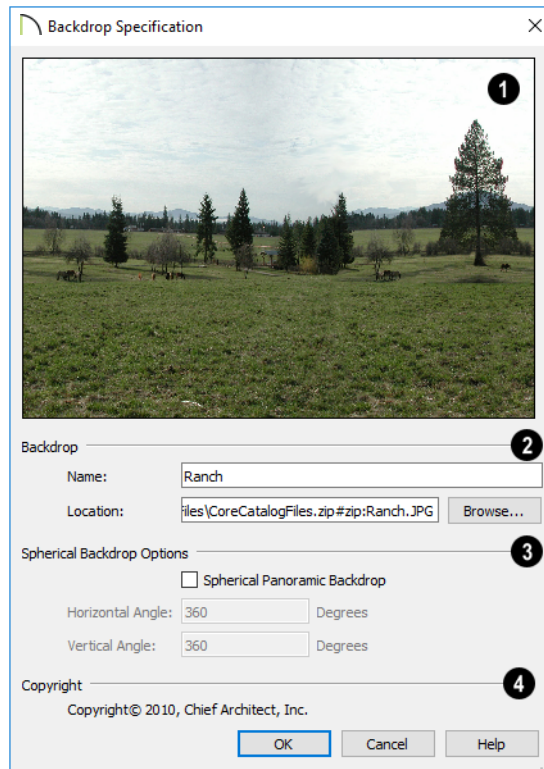 Backdrop Specification
1
Backdrop
2
Name:
Ranch
Location:
files\CoreCatalogFiles.zip#zip:Ranch.JPG
Browse...
Spherical Backdrop Options
3
Spherical Panoramic Backdrop
Horizontal Angle:
360
Degrees
Vertical Angle:
360
Degrees
Copyright
4
Copyright© 2010, Chief Architect, Inc.
OK
Cancel
Help